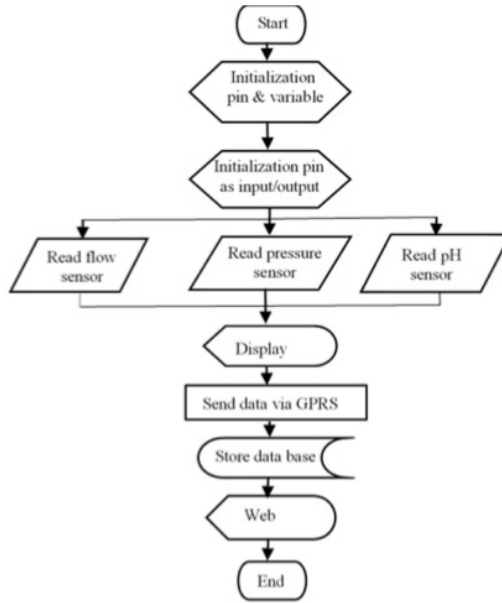 Start
Initialization
pin & variable
Initialization pin
as input/output
Read flow
sensor
Read pressure
sensor
Read pH
sensor
Display
Send data via GPRS
Store data base
Web
End